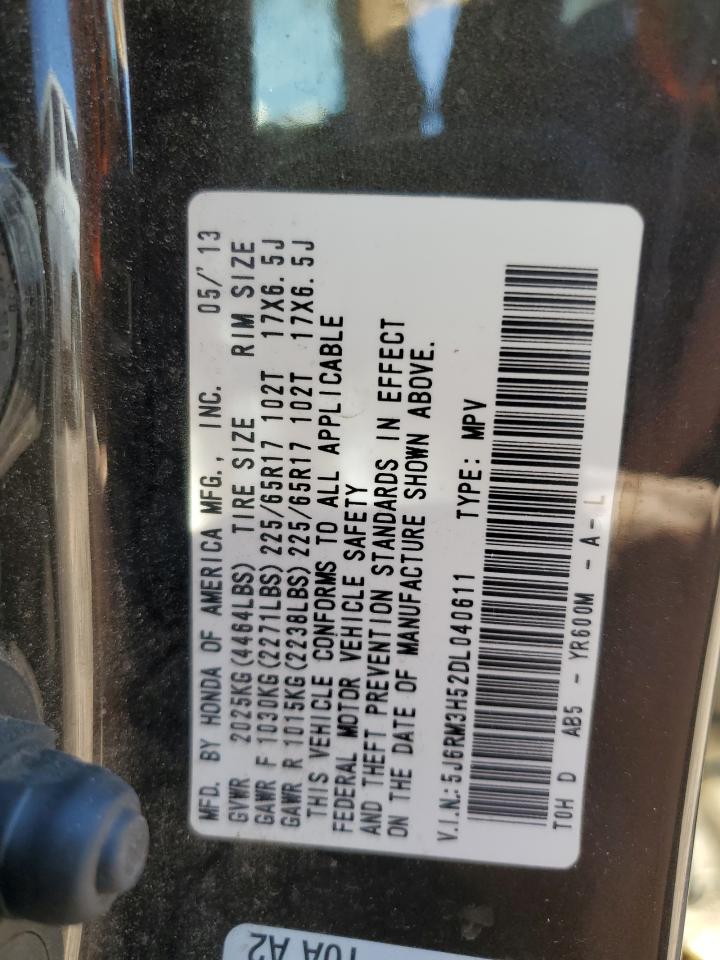 MFD. BY HONDA OF AMERICA MFG., INC. 05/'13
GVWR 2025KG(4464LBS) TIRE SIZE RIM SIZE
GAWR F 1030KG(2271LBS)225/65R17 102T 17X6.5J
GAWR R 1015KG(2238LBS)225/65R17 102T 17X6.5J
THIS VEHICLE CONFORMS TO ALL APPLICABLE
FEDERAL MOTOR VEHICLE SAFETY
AND THEFT PREVENTION STANDARDS IN EFFECT
ON THE DATE OF MANUFACTURE SHOWN ABOVE.
V.I.N.:5J6RM3H52DL040611 TYPE: MPV
T0H D AB5 - YR600M - A - L
A2